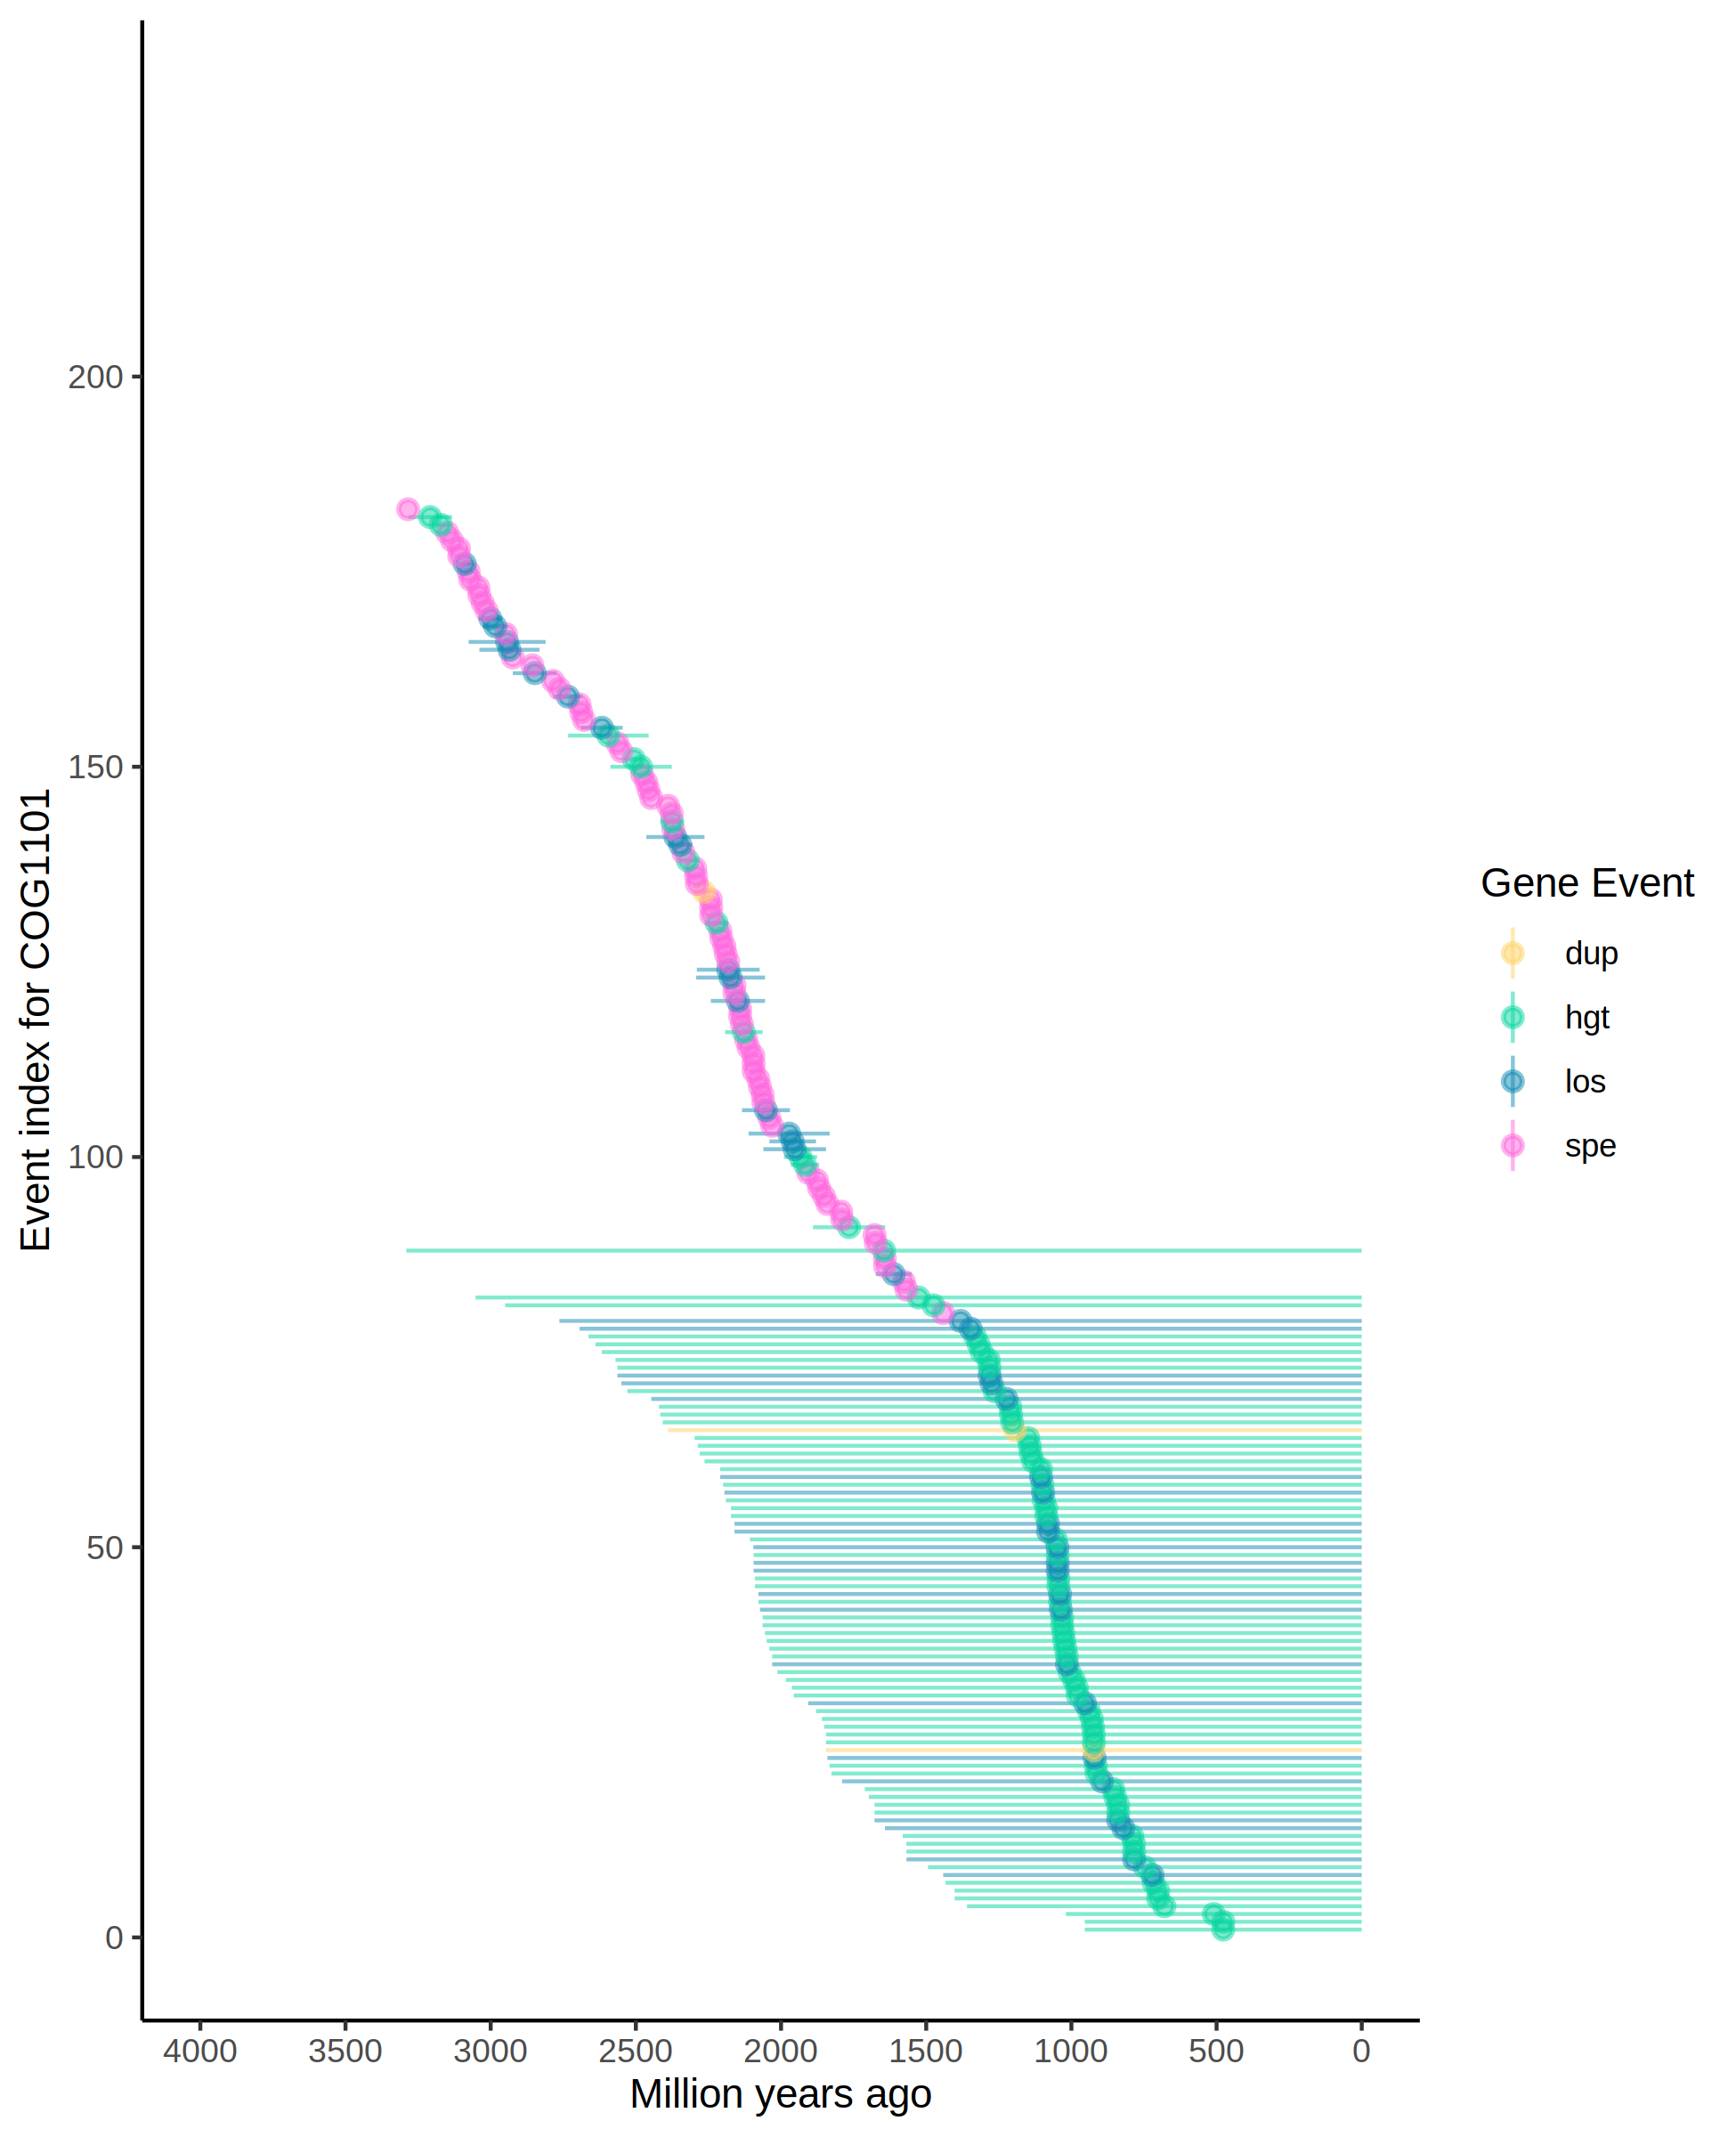 Event index for COG1101
200
150
100
50
0
4000 3500 3000 2500 2000 1500 1000 500 0
Million years ago
Gene Event
dup
hgt
los
spe